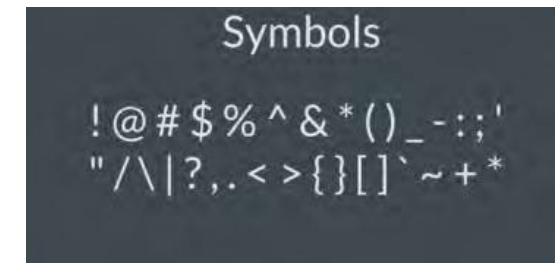 Symbols
! @ # $ % ^ & * ( ) _ - : ; '
" / \ | ? , . < > { } [ ] ` ~ + *